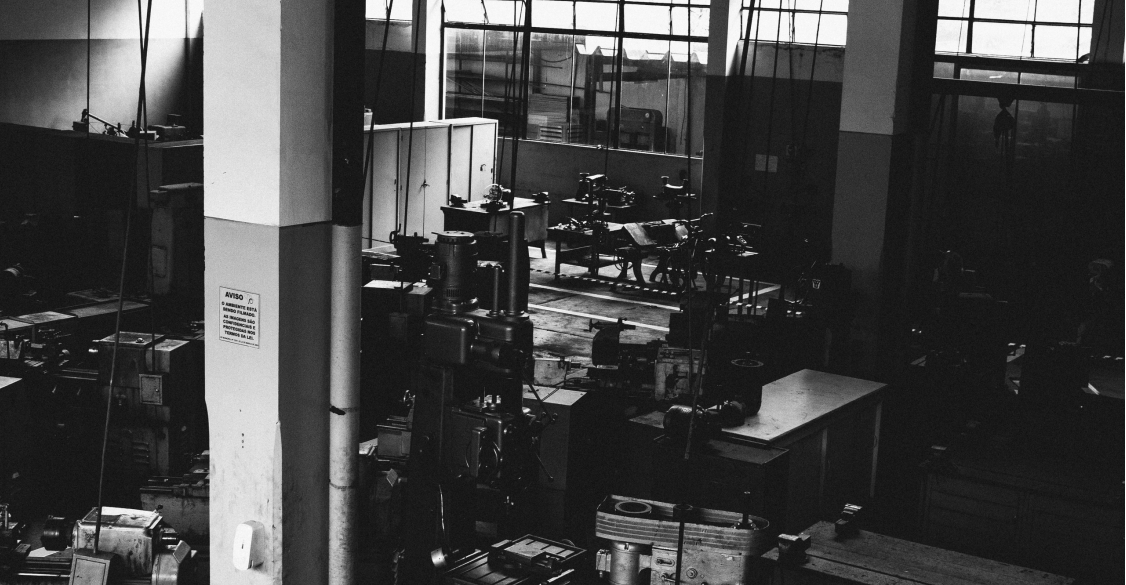 AVISO
O AMBIENTE ESTÁ
SENDO FILMADO.
AS IMAGENS SÃO
CONFIDENCIAIS E
PROTEGIDAS NOS
TERMOS DA LEI.